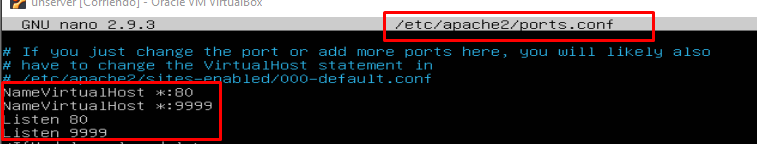 unserver [Corriendo] - Oracle VM VirtualBox
GNU nano 2.9.3 /etc/apache2/ports.conf
# If you just change the port or add more ports here, you will likely also
# have to change the VirtualHost statement in
# /etc/apache2/sites-enabled/000-default.conf
NameVirtualHost *:80
NameVirtualHost *:9999
Listen 80
Listen 9999